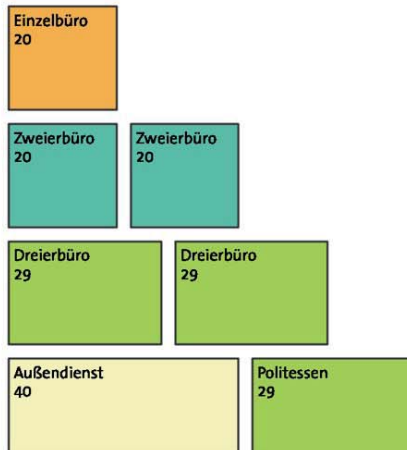 Einzelbüro
20
Zweierbüro
20
Zweierbüro
20
Dreierbüro
29
Dreierbüro
29
Außendienst
40
Politessen
29